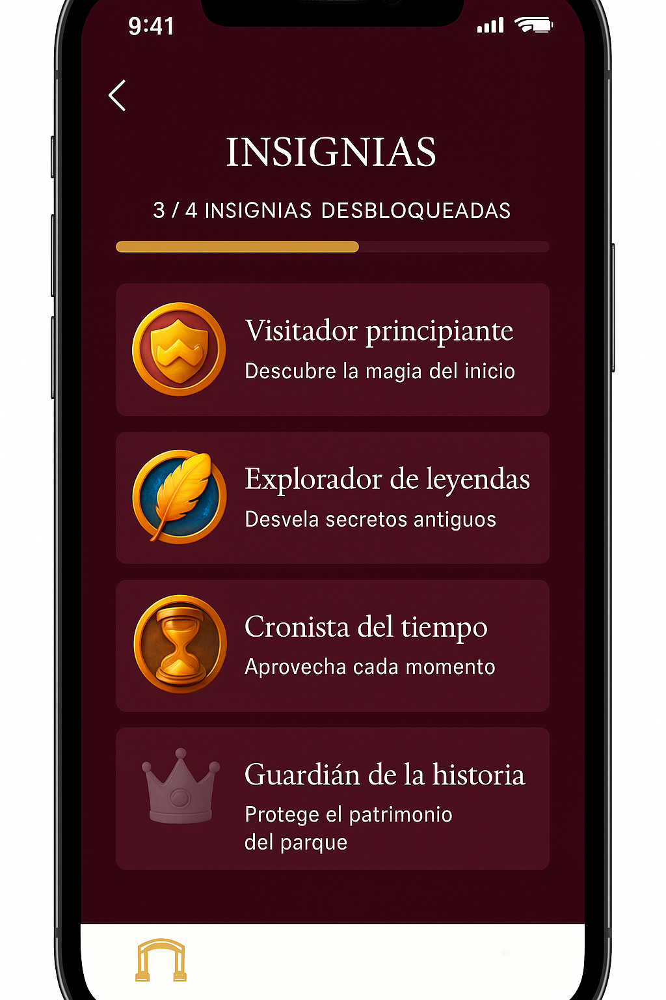 9:41
INSIGNIAS
3 / 4 INSIGNIAS DESBLOQUEADAS
Visitador principiante
Descubre la magia del inicio
Explorador de leyendas
Desvela secretos antiguos
Cronista del tiempo
Aprovecha cada momento
Guardián de la historia
Protege el patrimonio
del parque